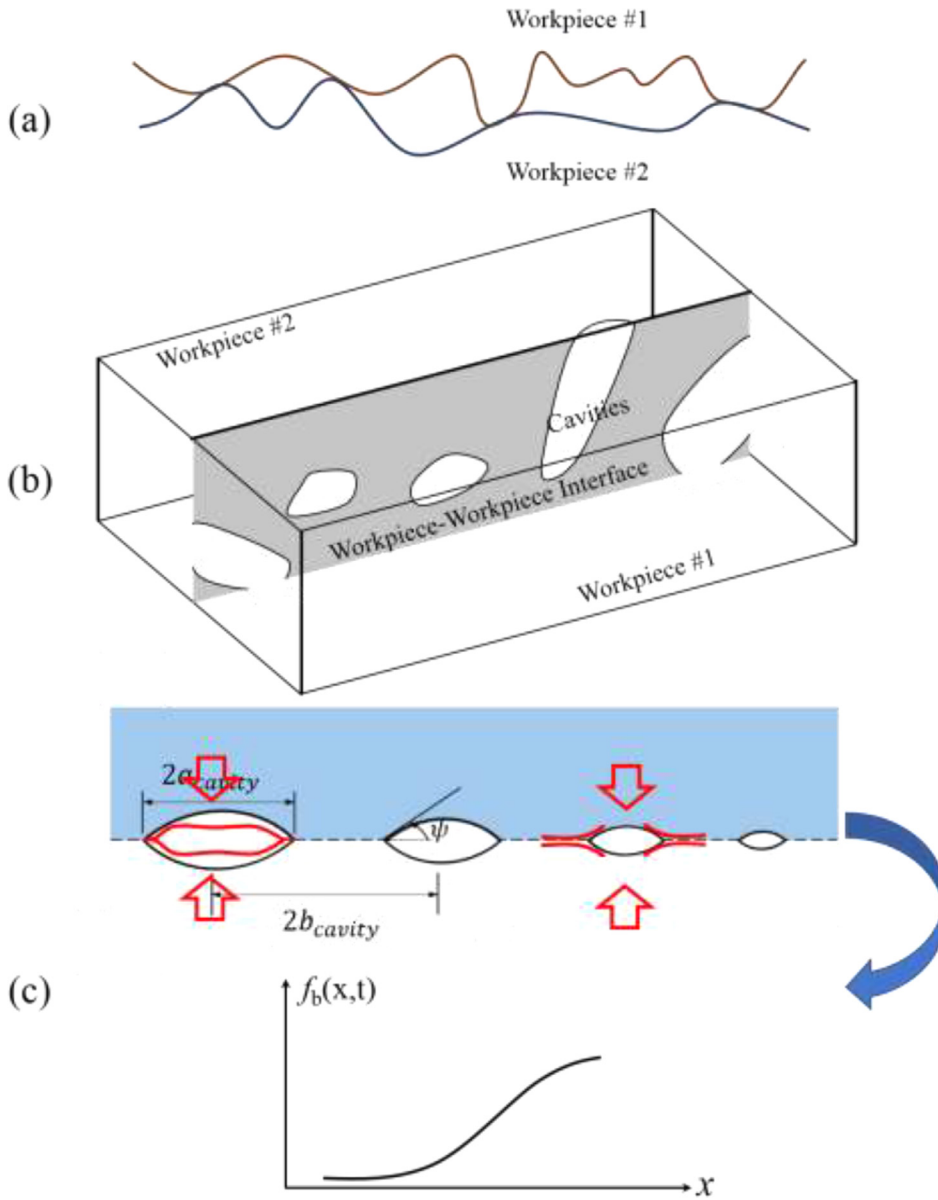 Workpiece #1
(a)
Workpiece #2
Workpiece #2
Cavities
(b)
Workpiece-Workpiece Interface
Workpiece #1
2a_cavity
ψ
2b_cavity
(c)
f_b(x,t)
x